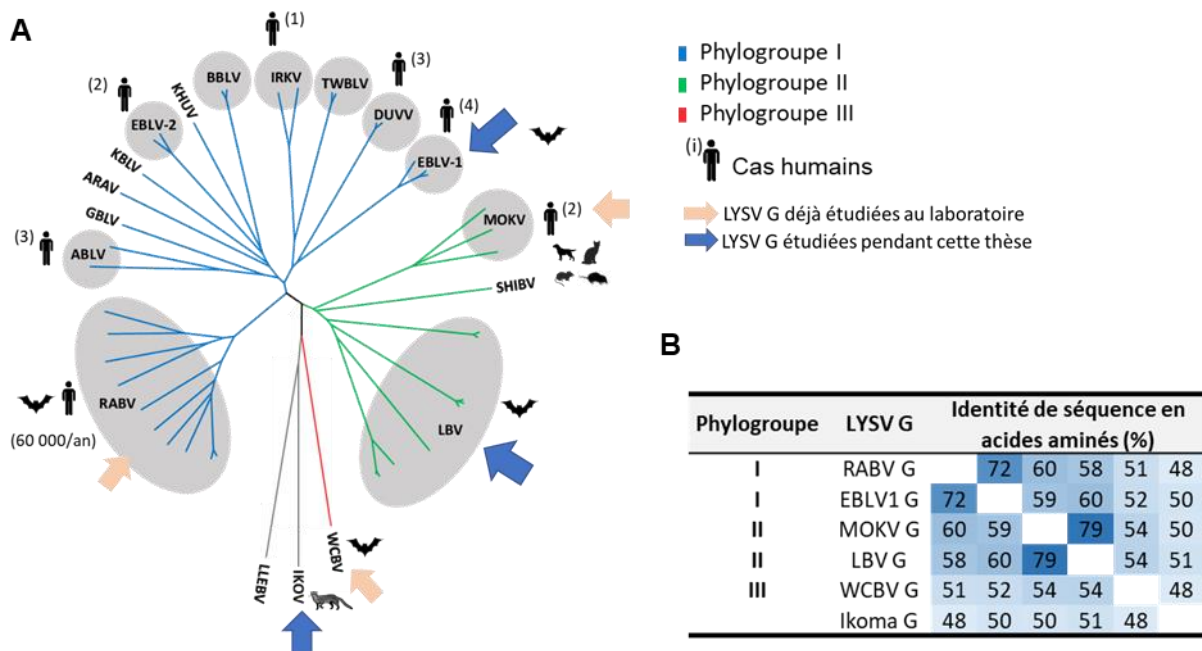 A
(1)
(2)
(3)
(4)
BBLV
IRKV
TWBLV
KHUV
DUVV
EBLV-2
EBLV-1
KBLV
ARAV
GBLV
MOKV
(2)
(3)
ABLV
SHIBV
RABV
(60 000/an)
LBV
WCBV
LLEBV
IKOV
Phylogroupe I
Phylogroupe II
Phylogroupe III
(i)
Cas humains
LYSV G déjà étudiées au laboratoire
LYSV G étudiées pendant cette thèse
B
Phylogroupe LYSV G Identité de séquence en
acides aminés (%)
I RABV G 72 60 58 51 48
I EBLV1 G 72 59 60 52 50
II MOKV G 60 59 79 54 50
II LBV G 58 60 79 54 51
III WCBV G 51 52 54 54 48
Ikoma G 48 50 50 51 48